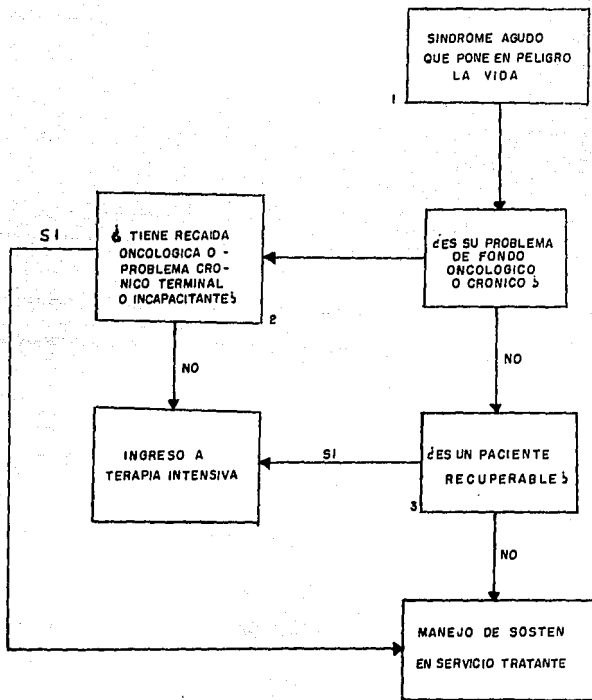 SINDROME AGUDO
QUE PONE EN PELIGRO
LA VIDA
1
¿ES SU PROBLEMA
DE FONDO
ONCOLOGICO
O CRONICO?
SI
¿ TIENE RECAIDA
ONCOLOGICA O -
PROBLEMA CRO-
NICO TERMINAL
O INCAPACITANTE?
2
NO
NO
INGRESO A
TERAPIA INTENSIVA
SI
¿ES UN PACIENTE
RECUPERABLE?
3
NO
MANEJO DE SOSTEN
EN SERVICIO TRATANTE